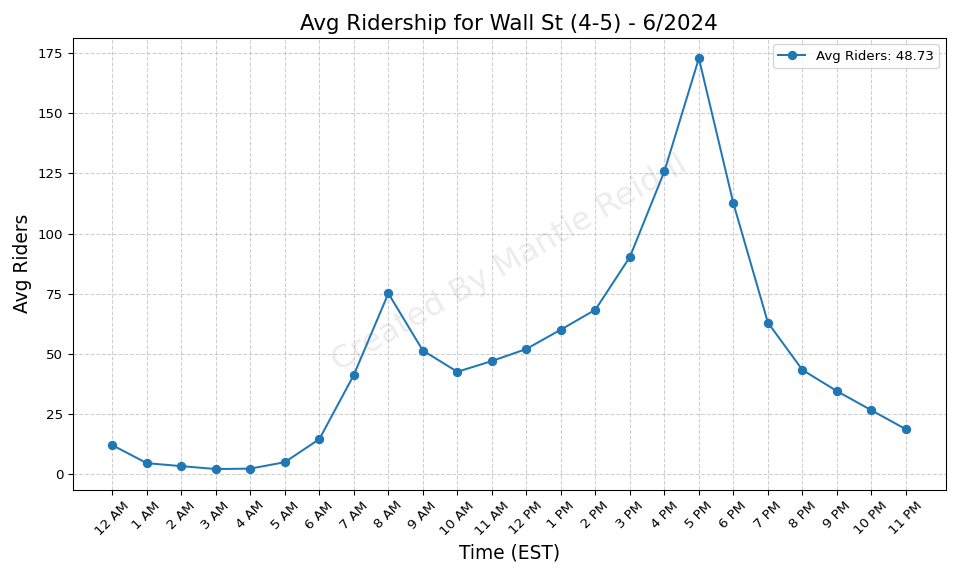 Avg Ridership for Wall St (4-5) - 6/2024
Avg Riders: 48.73
175
150
125
100
75
50
25
0
Avg Riders
Created By Mantie Reid II
12 AM
1 AM
2 AM
3 AM
4 AM
5 AM
6 AM
7 AM
8 AM
9 AM
10 AM
11 AM
12 PM
1 PM
2 PM
3 PM
4 PM
5 PM
6 PM
7 PM
8 PM
9 PM
10 PM
11 PM
Time (EST)